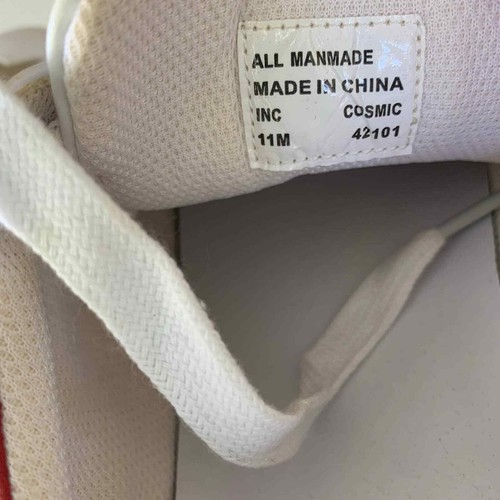 ALL MANMADE
MADE IN CHINA
INC COSMIC
11M 42101